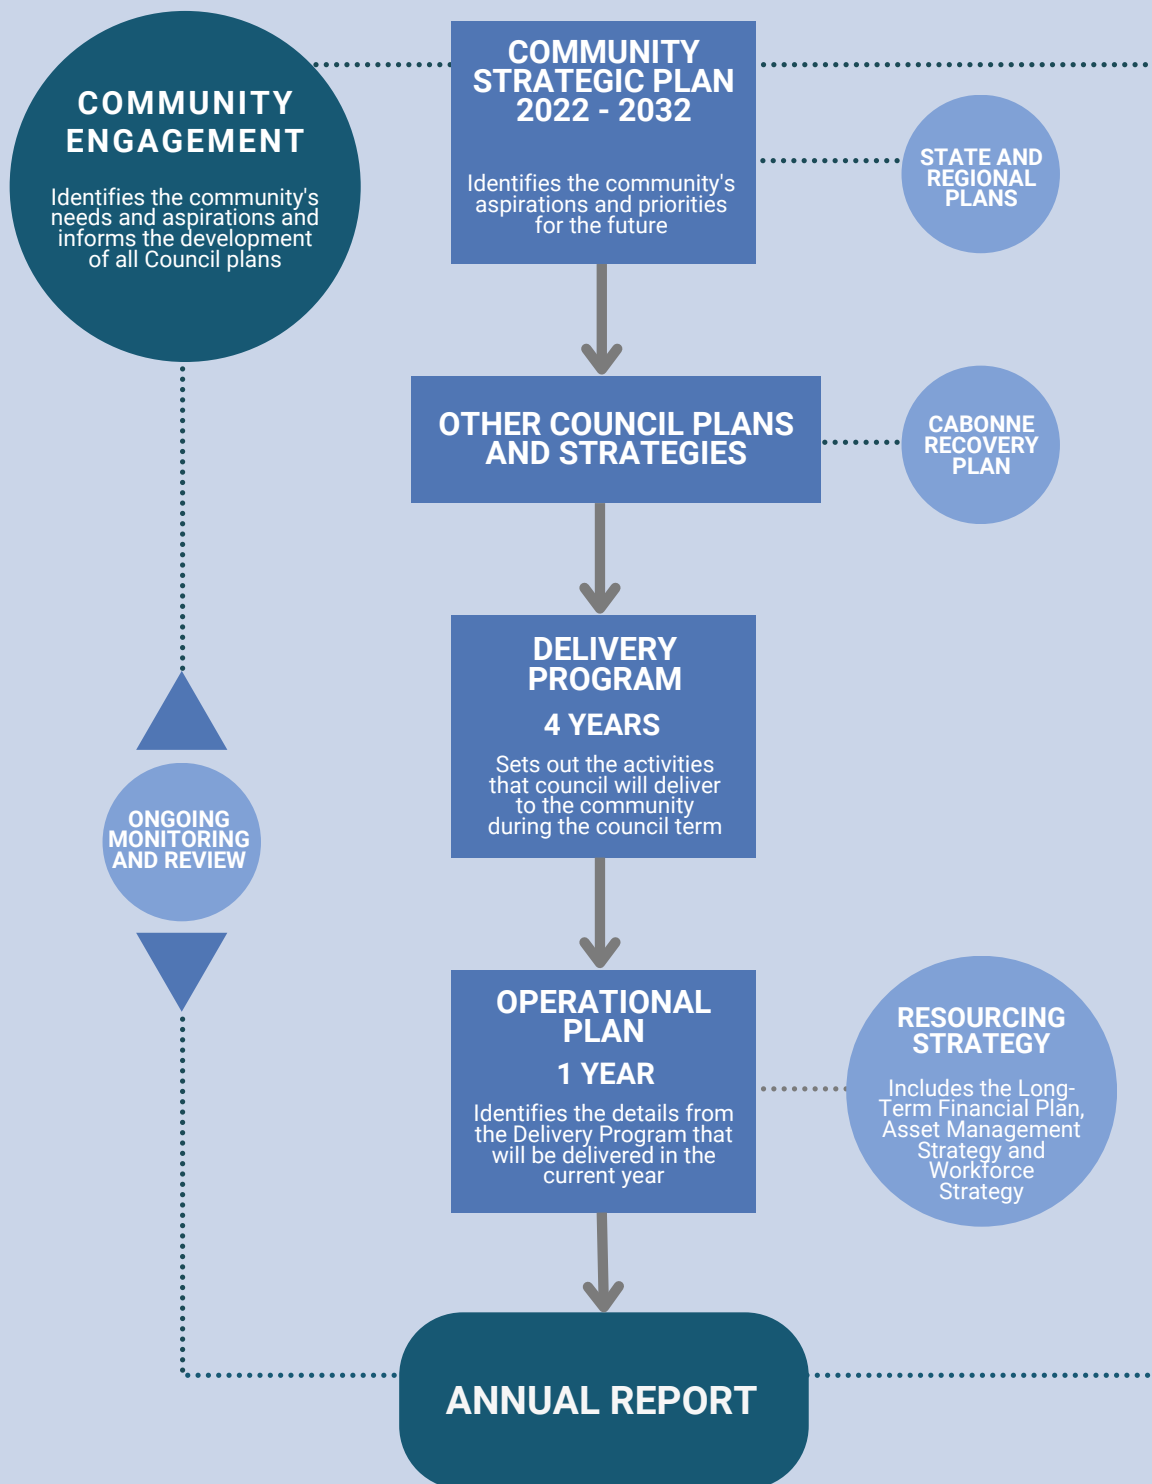 COMMUNITY
ENGAGEMENT
Identifies the community's
needs and aspirations and
informs the development
of all Council plans
COMMUNITY
STRATEGIC PLAN
2022 - 2032
Identifies the community's
aspirations and priorities
for the future
STATE AND
REGIONAL
PLANS
OTHER COUNCIL PLANS
AND STRATEGIES
CABONNE
RECOVERY
PLAN
DELIVERY
PROGRAM
4 YEARS
Sets out the activities
that council will deliver
to the community
during the council term
ONGOING
MONITORING
AND REVIEW
OPERATIONAL
PLAN
1 YEAR
Identifies the details from
the Delivery Program that
will be delivered in the
current year
RESOURCING
STRATEGY
Includes the Long-
Term Financial Plan,
Asset Management
Strategy and
Workforce
Strategy
ANNUAL REPORT